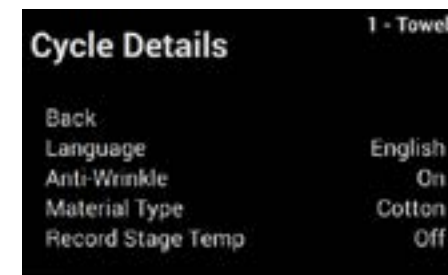 Cycle Details
1 - Towel
Back
Language English
Anti-Wrinkle On
Material Type Cotton
Record Stage Temp Off